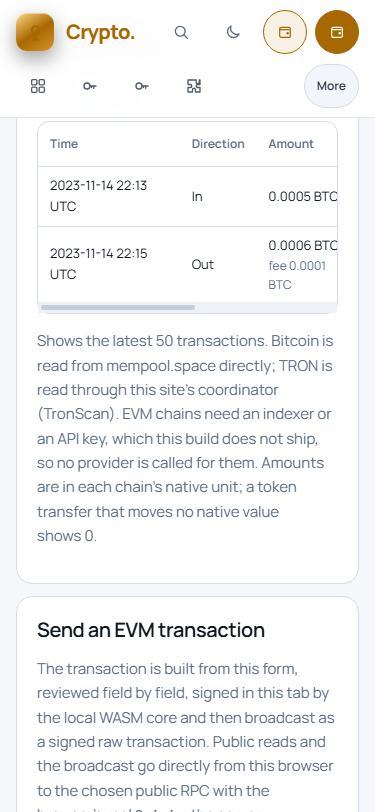 Crypto.
More
Time Direction Amount
2023-11-14 22:13 UTC In 0.0005 BTC
2023-11-14 22:15 UTC Out 0.0006 BTC
fee 0.0001 BTC
Shows the latest 50 transactions. Bitcoin is
read from mempool.space directly; TRON is
read through this site's coordinator
(TronScan). EVM chains need an indexer or
an API key, which this build does not ship,
so no provider is called for them. Amounts
are in each chain's native unit; a token
transfer that moves no native value
shows 0.
Send an EVM transaction
The transaction is built from this form,
reviewed field by field, signed in this tab by
the local WASM core and then broadcast as
a signed raw transaction. Public reads and
the broadcast go directly from this browser
to the chosen public RPC with the